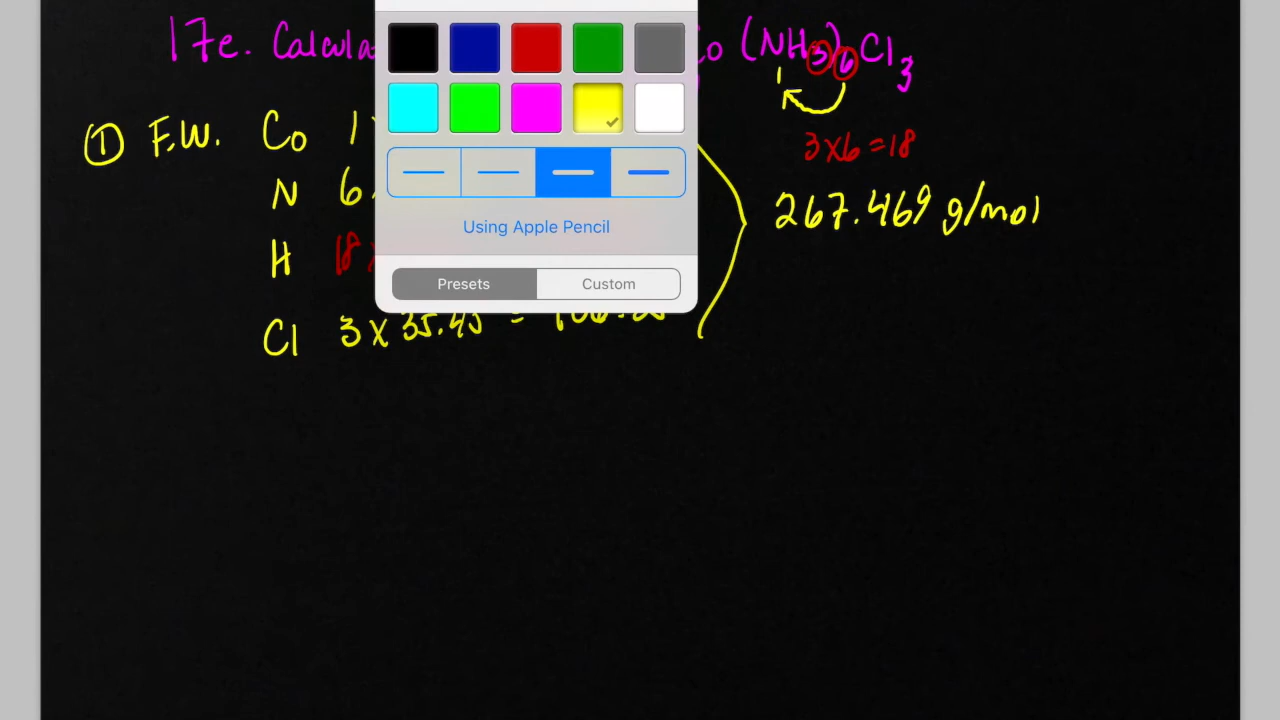 17e. Calcula Co (NH3)6Cl3
1
① F.W. Co 1
3x6=18
N 6.
267.469 g/mol
H 18 x
Cl 3 x 35.45 =
Using Apple Pencil
Presets Custom